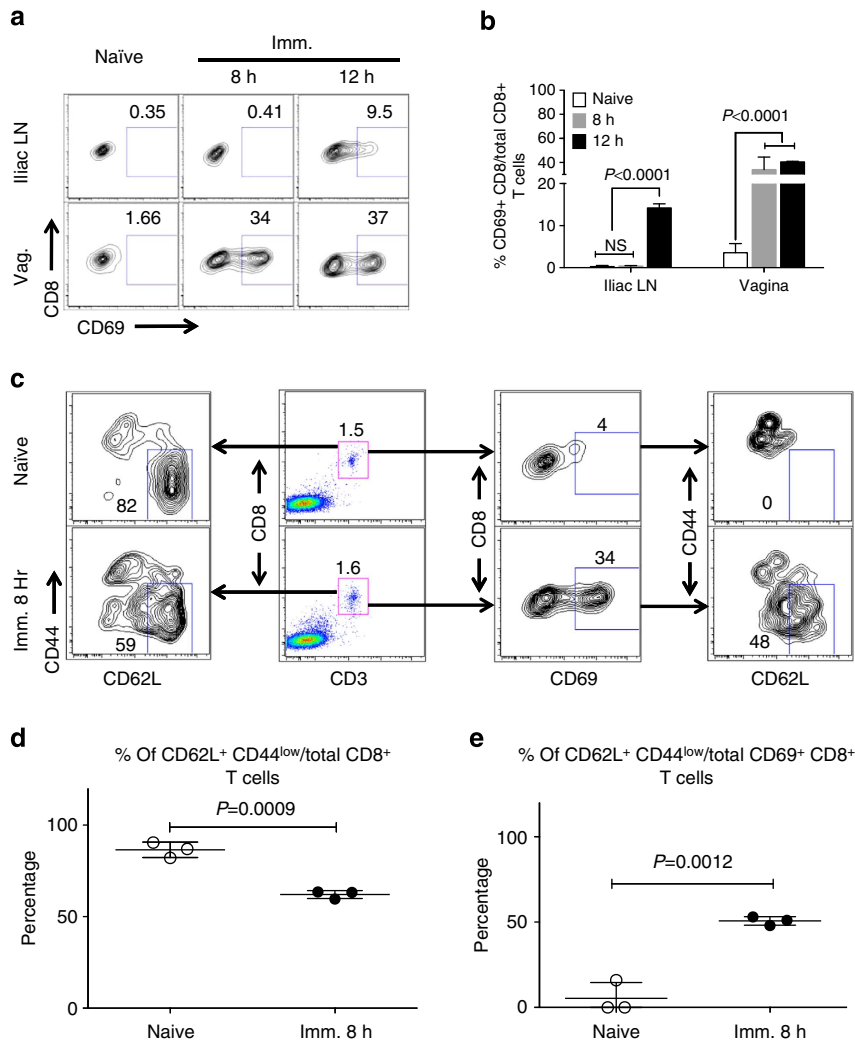 a
Naïve
Imm.
8 h
12 h
Iliac LN
0.35
0.41
9.5
Vag.
1.66
34
37
CD8
CD69
b
% CD69+ CD8/total CD8+
T cells
100
80
60
40
20
10
0
Naive
8 h
12 h
P<0.0001
P<0.0001
NS
Iliac LN
Vagina
c
Naïve
82
1.5
4
0
CD8
CD8
CD44
Imm. 8 Hr
CD44
59
1.6
34
48
CD62L
CD3
CD69
CD62L
d
% Of CD62L+ CD44low/total CD8+
T cells
P=0.0009
Percentage
100
50
0
Naive
Imm. 8 h
e
% Of CD62L+ CD44low/total CD69+ CD8+
T cells
P=0.0012
Percentage
100
50
0
Naive
Imm. 8 h